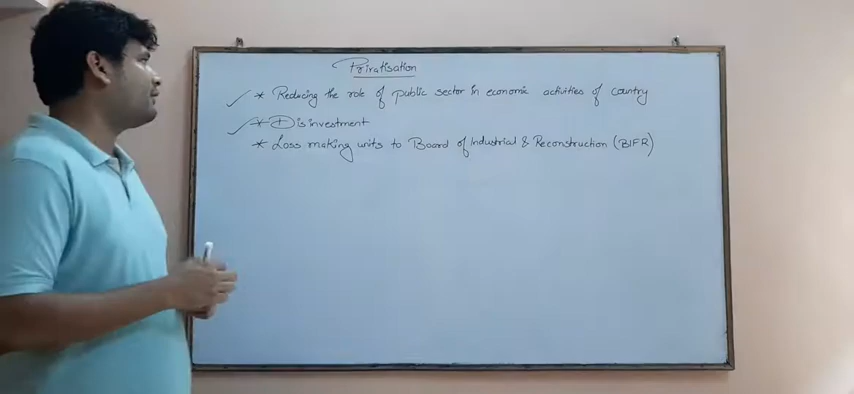 Privatisation
* Reducing the role of public sector in economic activities of country
* Disinvestment
* Loss making units to Board of Industrial & Reconstruction (BIFR)